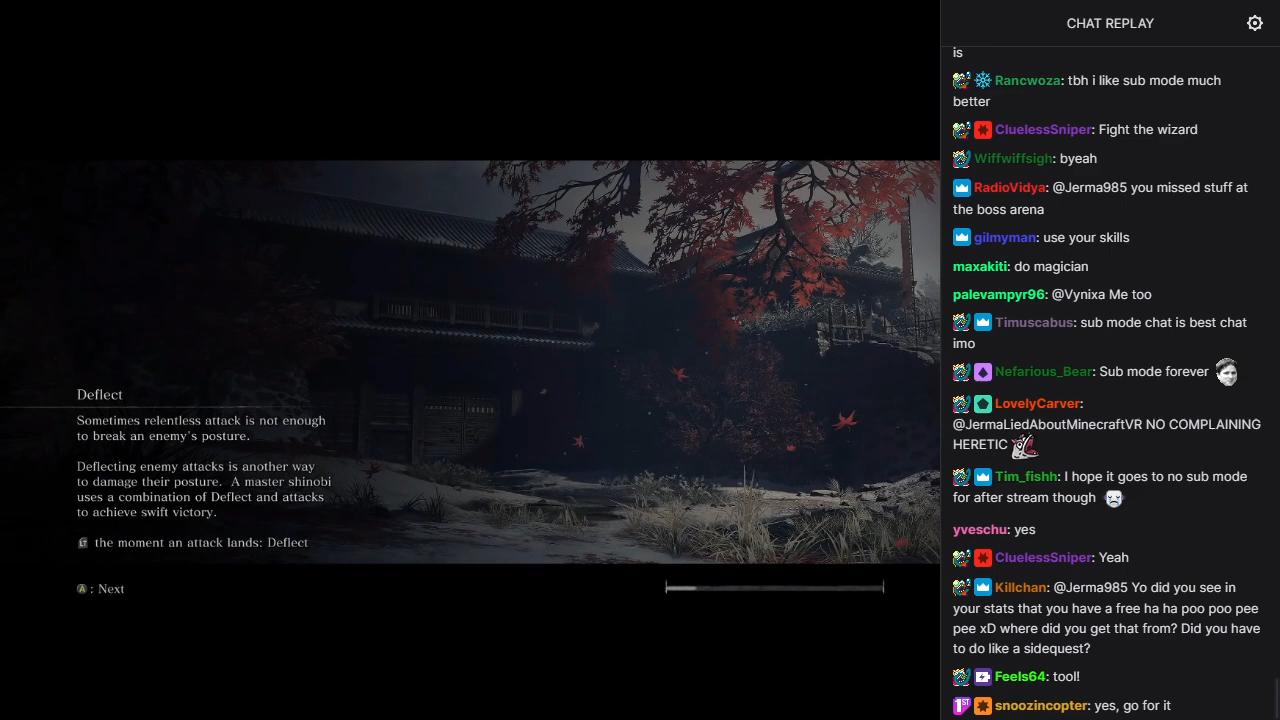 CHAT REPLAY
is
Rancwoza: tbh i like sub mode much
better
CluelessSniper: Fight the wizard
Wiffwiffsigh: byeah
RadioVidya: @Jerma985 you missed stuff at
the boss arena
gilmyman: use your skills
maxakiti: do magician
palevampyr96: @Vynixa Me too
Timuscabus: sub mode chat is best chat
imo
Nefarious_Bear: Sub mode forever
LovelyCarver:
@JermaLiedAboutMinecraftVR NO COMPLAINING
HERETIC
Tim_fishh: I hope it goes to no sub mode
for after stream though
yveschu: yes
CluelessSniper: Yeah
Killchan: @Jerma985 Yo did you see in
your stats that you have a free ha ha poo poo pee
pee xD where did you get that from? Did you have
to do like a sidequest?
Feels64: tool!
1ST snoozincopter: yes, go for it
Deflect
Sometimes relentless attack is not enough
to break an enemy's posture.
Deflecting enemy attacks is another way
to damage their posture. A master shinobi
uses a combination of Deflect and attacks
to achieve swift victory.
LT the moment an attack lands: Deflect
A : Next